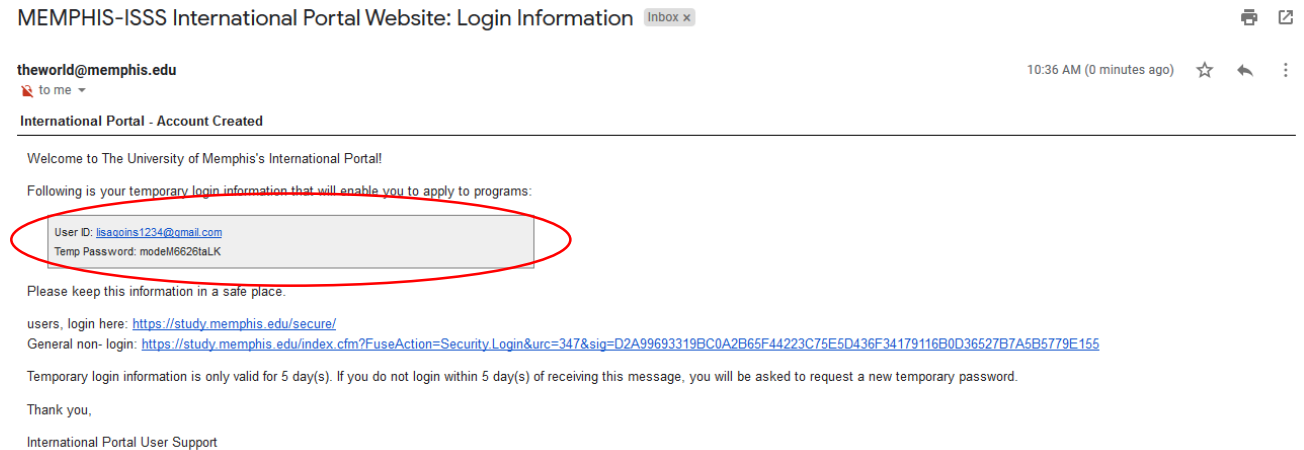 MEMPHIS-ISSS International Portal Website: Login Information Inbox x
theworld@memphis.edu 10:36 AM (0 minutes ago)
to me
International Portal - Account Created
Welcome to The University of Memphis's International Portal!
Following is your temporary login information that will enable you to apply to programs:
User ID: lisagoins1234@gmail.com
Temp Password: modeM6626taLK
Please keep this information in a safe place.
users, login here: https://study.memphis.edu/secure/
General non- login: https://study.memphis.edu/index.cfm?FuseAction=Security.Login&urc=347&sig=D2A99693319BC0A2B65F44223C75E5D436F34179116B0D36527B7A5B5779E155
Temporary login information is only valid for 5 day(s). If you do not login within 5 day(s) of receiving this message, you will be asked to request a new temporary password.
Thank you,
International Portal User Support